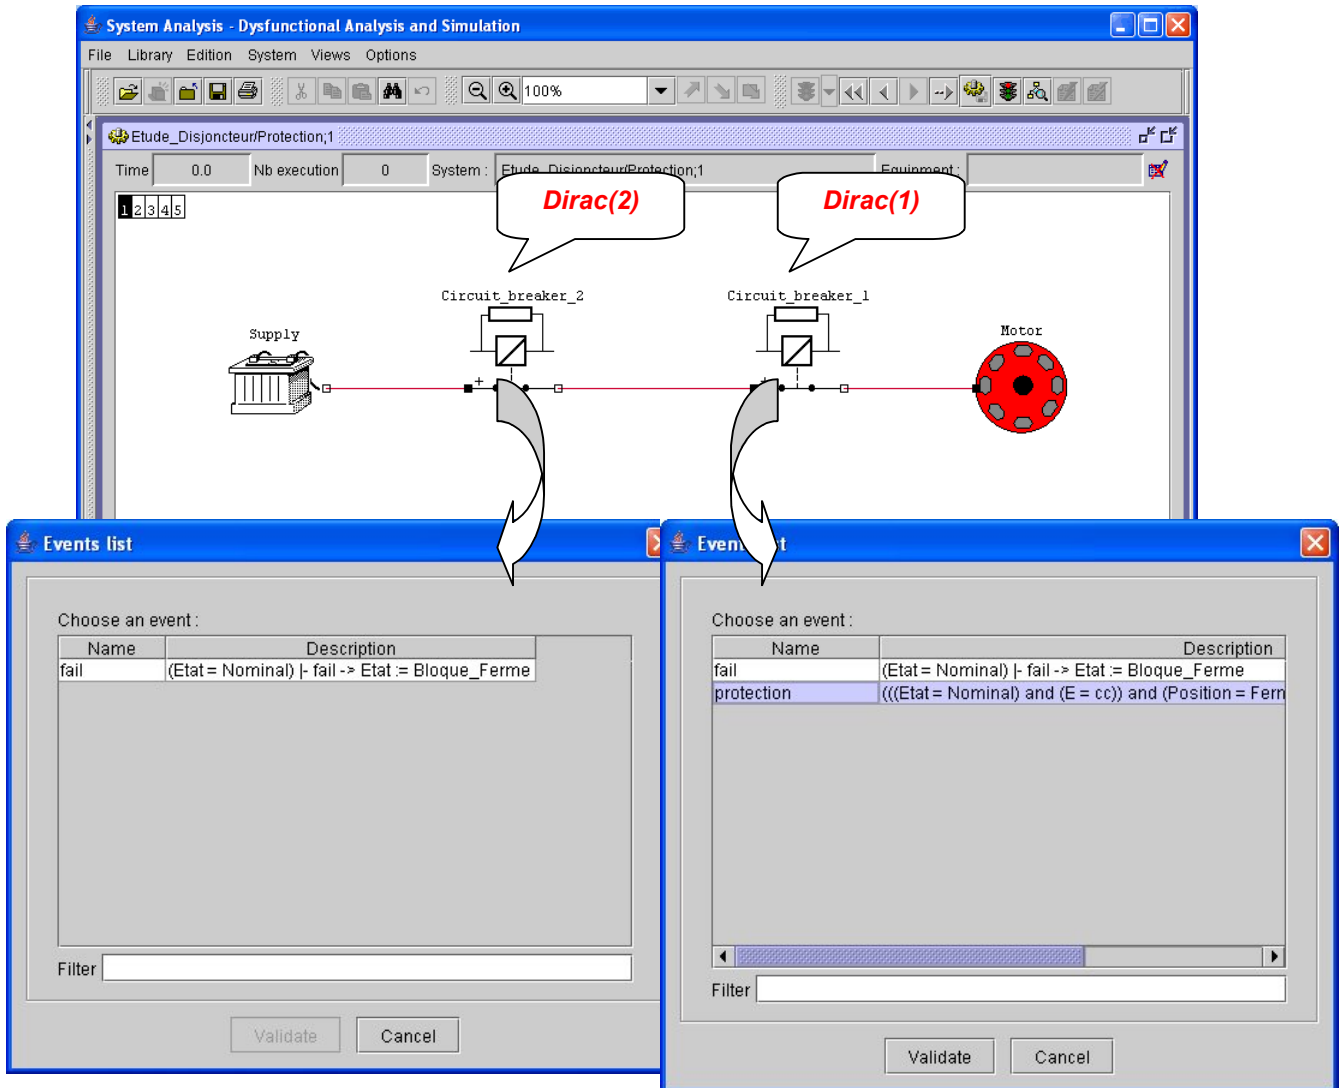 System Analysis - Dysfunctional Analysis and Simulation
File Library Edition System Views Options
100%
Etude_Disjoncteur/Protection;1
Time 0.0 Nb execution 0 System : Etude_Disjoncteur/Protection;1 Equipment :
1 2 3 4 5
Dirac(2) Dirac(1)
Circuit_breaker_2 Circuit_breaker_1
Supply Motor
+ +
Events list
Choose an event :
Name Description
fail (Etat = Nominal) |- fail -> Etat := Bloque_Ferme
Filter
Validate Cancel
Choose an event :
Name Description
fail (Etat = Nominal) |- fail -> Etat := Bloque_Ferme
protection (((Etat = Nominal) and (E = cc)) and (Position = Ferm
Filter
Validate Cancel